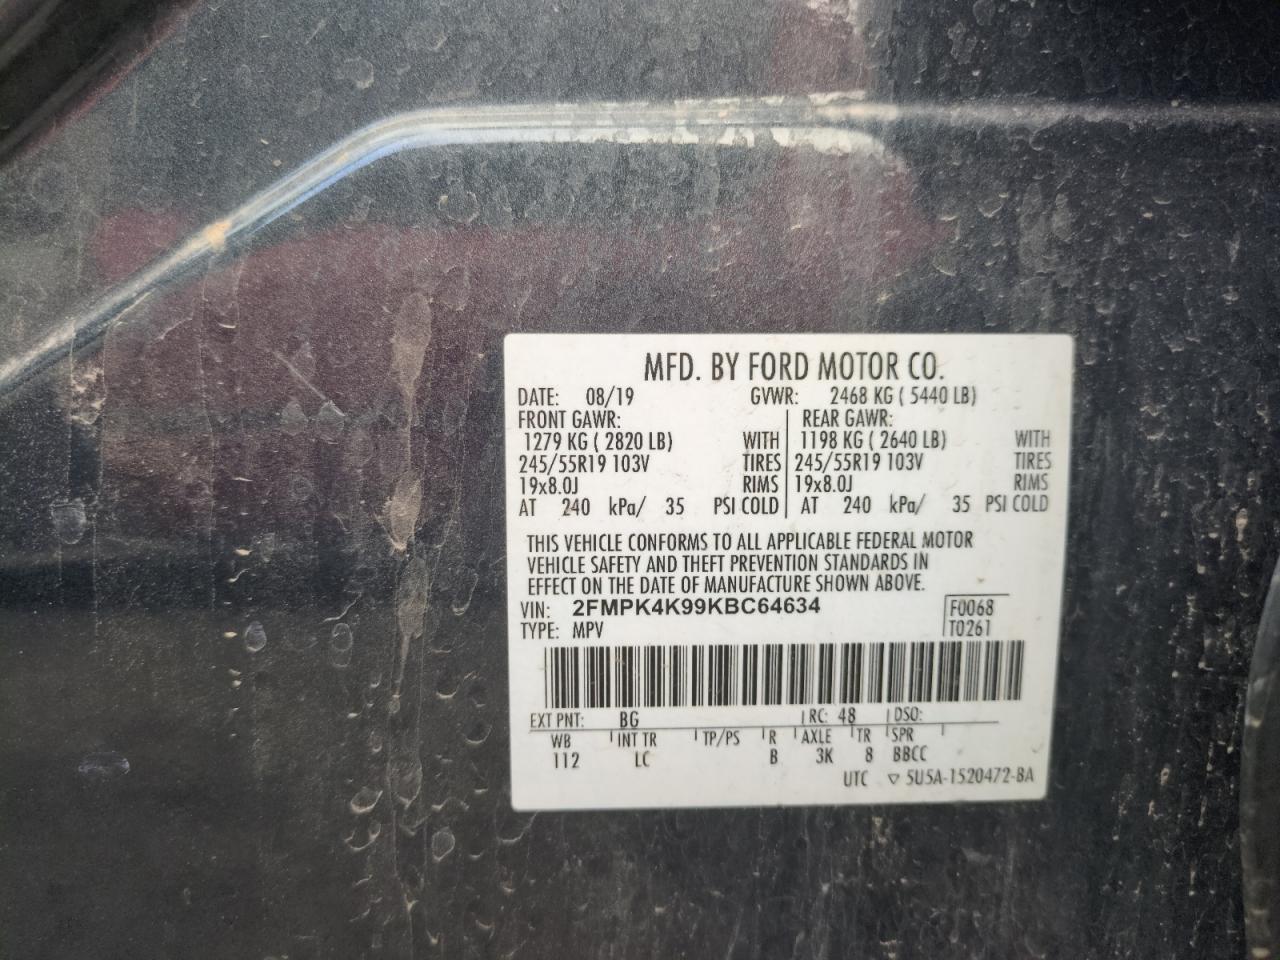 MFD. BY FORD MOTOR CO.
DATE: 08/19 GVWR: 2468 KG ( 5440 LB)
FRONT GAWR: REAR GAWR:
1279 KG ( 2820 LB) WITH 1198 KG ( 2640 LB) WITH
245/55R19 103V TIRES 245/55R19 103V TIRES
19x8.0J RIMS 19x8.0J RIMS
AT 240 kPa/ 35 PSI COLD AT 240 kPa/ 35 PSI COLD
THIS VEHICLE CONFORMS TO ALL APPLICABLE FEDERAL MOTOR
VEHICLE SAFETY AND THEFT PREVENTION STANDARDS IN
EFFECT ON THE DATE OF MANUFACTURE SHOWN ABOVE.
VIN: 2FMPK4K99KBC64634 F0068
TYPE: MPV T0261
EXT PNT: BG RC: 48 DSO:
WB INT TR TP/PS R AXLE TR SPR
112 LC B 3K 8 BBCC
UTC ▽ 5U5A-1520472-BA